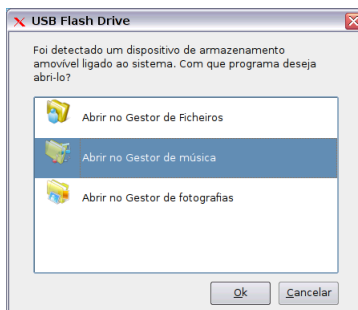 USB Flash Drive
Foi detectado um dispositivo de armazenamento
amovível ligado ao sistema. Com que programa deseja
abri-lo?
Abrir no Gestor de Ficheiros
Abrir no Gestor de música
Abrir no Gestor de fotografias
Ok
Cancelar